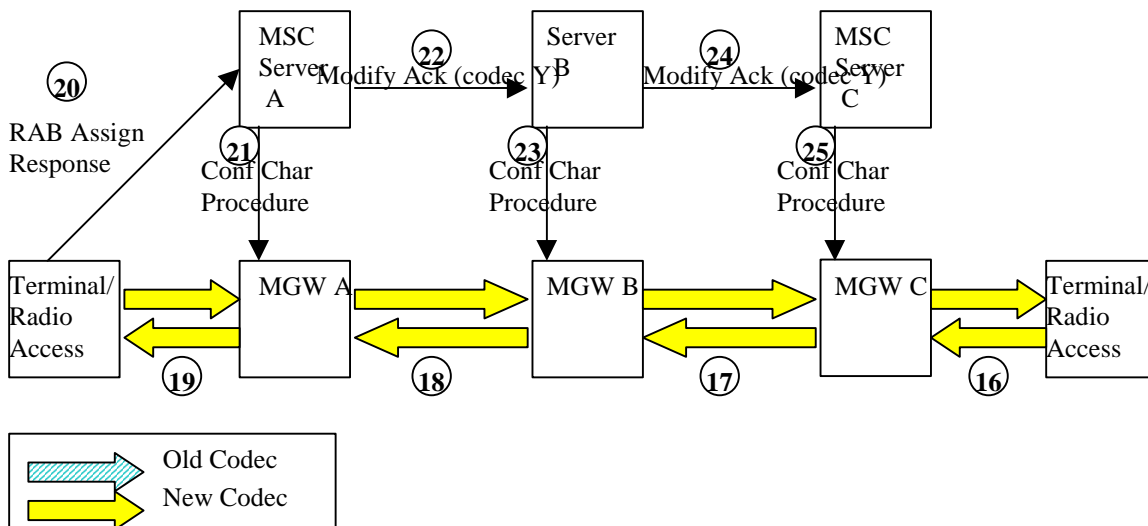 MSC
Server
A
22
Server
B
24
MSC
Server
C
20
Modify Ack (codec Y)
Modify Ack (codec Y)
RAB Assign
Response
21
23
25
Conf Char
Procedure
Conf Char
Procedure
Conf Char
Procedure
Terminal/
Radio
Access
MGW A
MGW B
MGW C
Terminal/
Radio
Access
19
18
17
16
Old Codec
New Codec